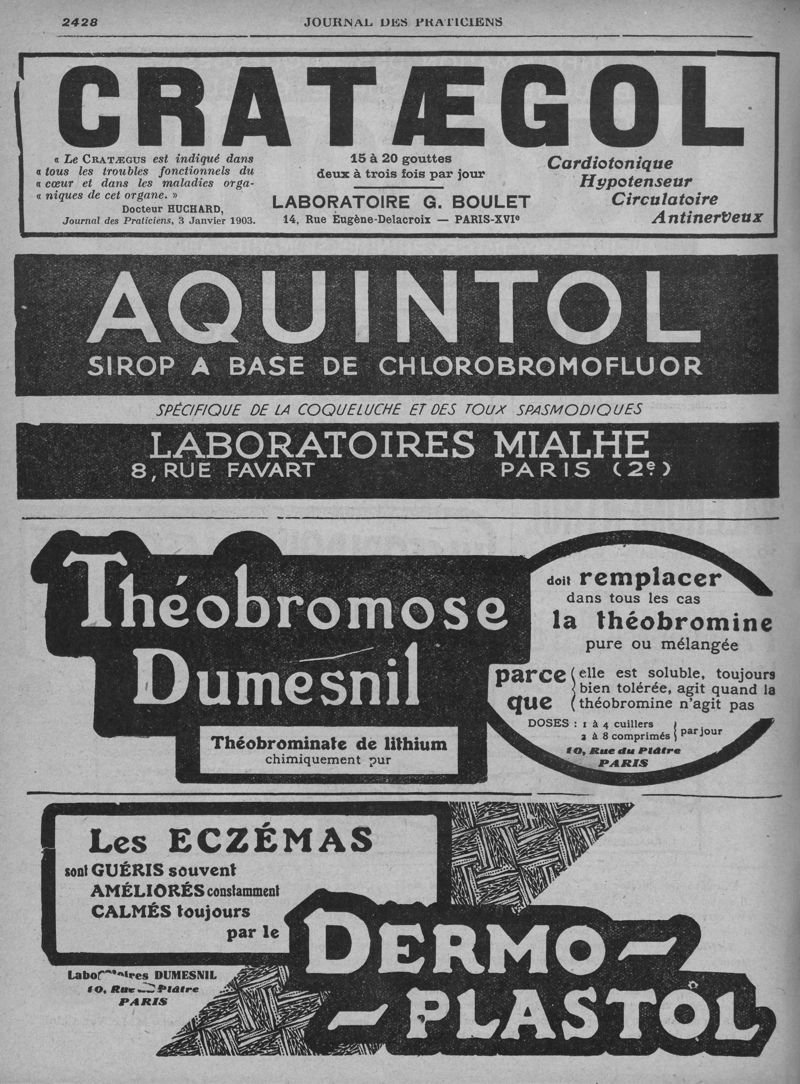 2428
JOURNAL DES PRATICIENS
CRATÆGOL
« Le CRATÆGUS est indiqué dans
« tous les troubles fonctionnels du
« cœur et dans les maladies orga-
« niques de cet organe. »
Docteur HUCHARD,
Journal des Praticiens, 3 Janvier 1903.
15 à 20 gouttes
deux à trois fois par jour
LABORATOIRE G. BOULET
14, Rue Eugène-Delacroix — PARIS-XVIe
Cardiotonique
Hypotenseur
Circulatoire
Antinerveux
AQUINTOL
SIROP A BASE DE CHLOROBROMOFLUOR
SPÉCIFIQUE DE LA COQUELUCHE ET DES TOUX SPASMODIQUES
LABORATOIRES MIALHE
8, RUE FAVART PARIS (2e)
Théobromose
Dumesnil
Théobrominate de lithium
chimiquement pur
doit remplacer
dans tous les cas
la théobromine
pure ou mélangée
parce que
elle est soluble, toujours
bien tolérée, agit quand la
théobromine n'agit pas
DOSES : 1 à 4 cuillers
2 à 8 comprimés } par jour
10, Rue du Plâtre
PARIS
Les ECZÉMAS
sont GUÉRIS souvent
AMÉLIORÉS constamment
CALMÉS toujours
par le
DERMO-
-PLASTOL
Laboratoires DUMESNIL
10, Rue Plâtre
PARIS